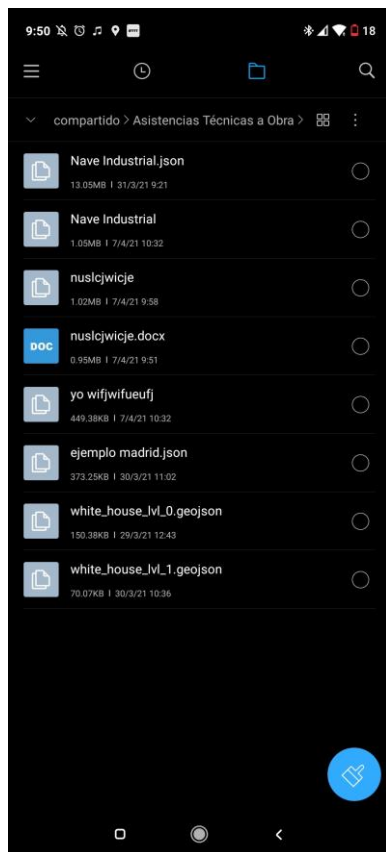 9:50
18
compartido > Asistencias Técnicas a Obra >
Nave Industrial.json
13.05MB | 31/3/21 9:21
Nave Industrial
1.05MB | 7/4/21 10:32
nuslcjwicje
1.02MB | 7/4/21 9:58
DOC
nuslcjwicje.docx
0.95MB | 7/4/21 9:51
yo wifjwifueufj
449.38KB | 7/4/21 10:32
ejemplo madrid.json
373.25KB | 30/3/21 11:02
white_house_lvl_0.geojson
150.38KB | 29/3/21 12:43
white_house_lvl_1.geojson
70.07KB | 30/3/21 10:36